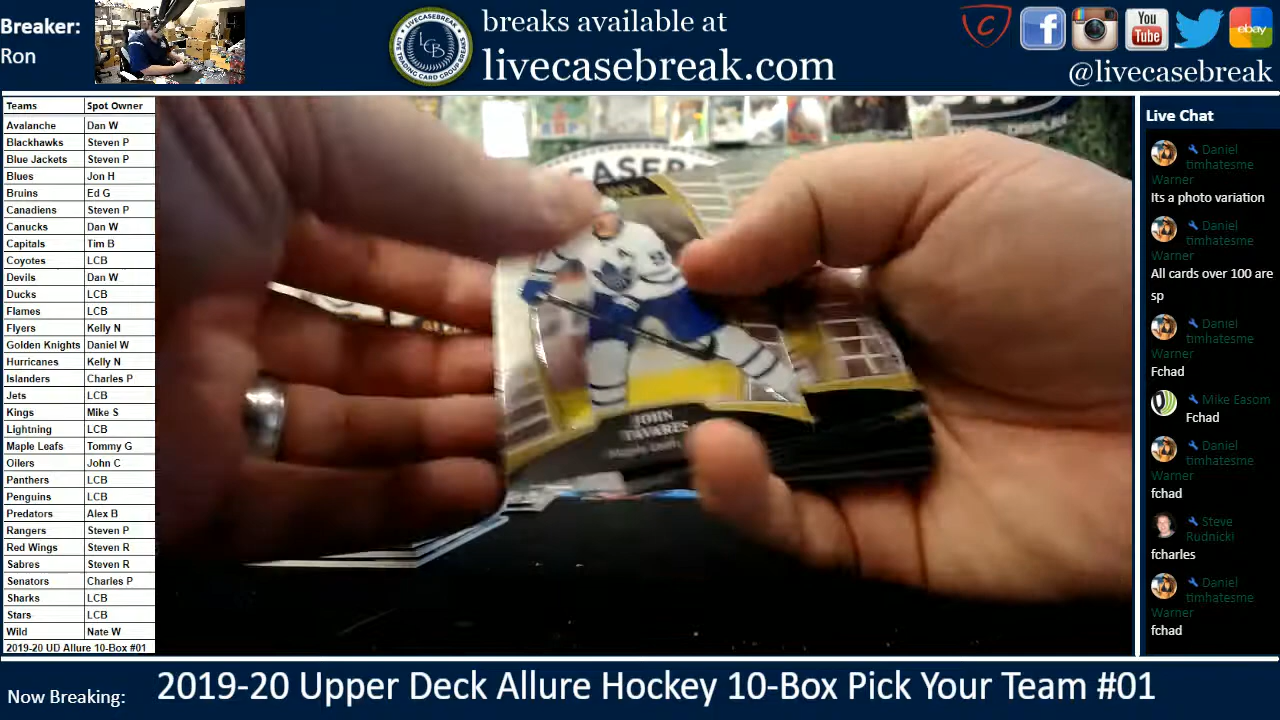 Breaker:
Ron
breaks available at
livecasebreak.com
LIVECASEBREAK
LCB
You
Tube
ebay
@livecasebreak
Teams Spot Owner
Avalanche Dan W
Blackhawks Steven P
Blue Jackets Steven P
Blues Jon H
Bruins Ed G
Canadiens Steven P
Canucks Dan W
Capitals Tim B
Coyotes LCB
Devils Dan W
Ducks LCB
Flames LCB
Flyers Kelly N
Golden Knights Daniel W
Hurricanes Kelly N
Islanders Charles P
Jets LCB
Kings Mike S
Lightning LCB
Maple Leafs Tommy G
Oilers John C
Panthers LCB
Penguins LCB
Predators Alex B
Rangers Steven P
Red Wings Steven R
Sabres Steven R
Senators Charles P
Sharks LCB
Stars LCB
Wild Nate W
2019-20 UD Allure 10-Box #01
JOHN
TAVARES
Live Chat
Daniel
timhatesme
Warner
Its a photo variation
Daniel
timhatesme
Warner
All cards over 100 are
sp
Daniel
timhatesme
Warner
Fchad
Mike Easom
Fchad
Daniel
timhatesme
Warner
fchad
Steve
Rudnicki
fcharles
Daniel
timhatesme
Warner
fchad
Now Breaking:
2019-20 Upper Deck Allure Hockey 10-Box Pick Your Team #01